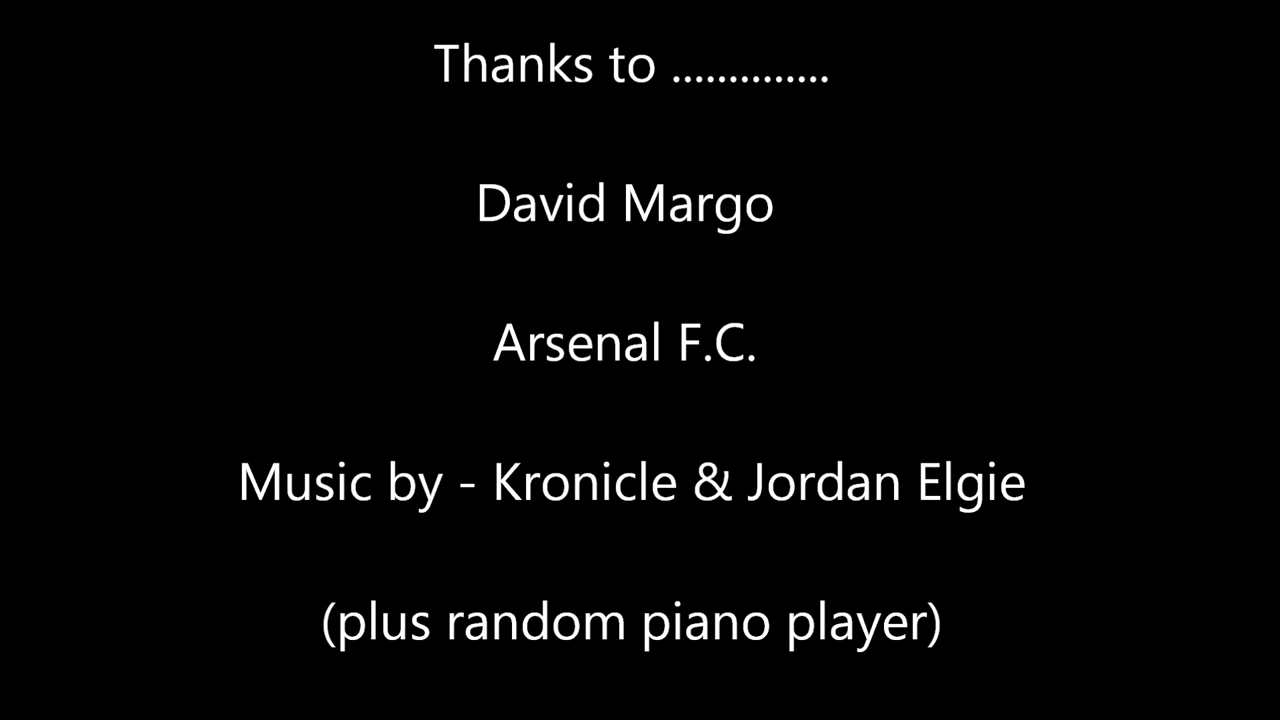 Thanks to ..............
David Margo
Arsenal F.C.
Music by - Kronicle & Jordan Elgie
(plus random piano player)